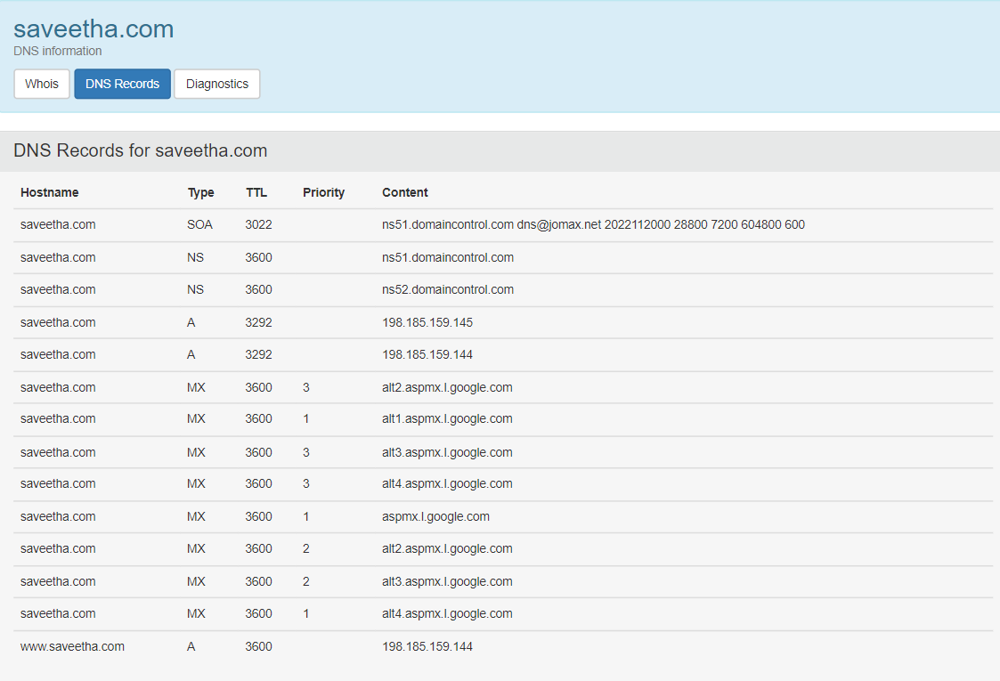 saveetha.com
DNS information
Whois DNS Records Diagnostics
DNS Records for saveetha.com
Hostname Type TTL Priority Content
saveetha.com SOA 3022 ns51.domaincontrol.com dns@jomax.net 2022112000 28800 7200 604800 600
saveetha.com NS 3600 ns51.domaincontrol.com
saveetha.com NS 3600 ns52.domaincontrol.com
saveetha.com A 3292 198.185.159.145
saveetha.com A 3292 198.185.159.144
saveetha.com MX 3600 3 alt2.aspmx.l.google.com
saveetha.com MX 3600 1 alt1.aspmx.l.google.com
saveetha.com MX 3600 3 alt3.aspmx.l.google.com
saveetha.com MX 3600 3 alt4.aspmx.l.google.com
saveetha.com MX 3600 1 aspmx.l.google.com
saveetha.com MX 3600 2 alt2.aspmx.l.google.com
saveetha.com MX 3600 2 alt3.aspmx.l.google.com
saveetha.com MX 3600 1 alt4.aspmx.l.google.com
www.saveetha.com A 3600 198.185.159.144